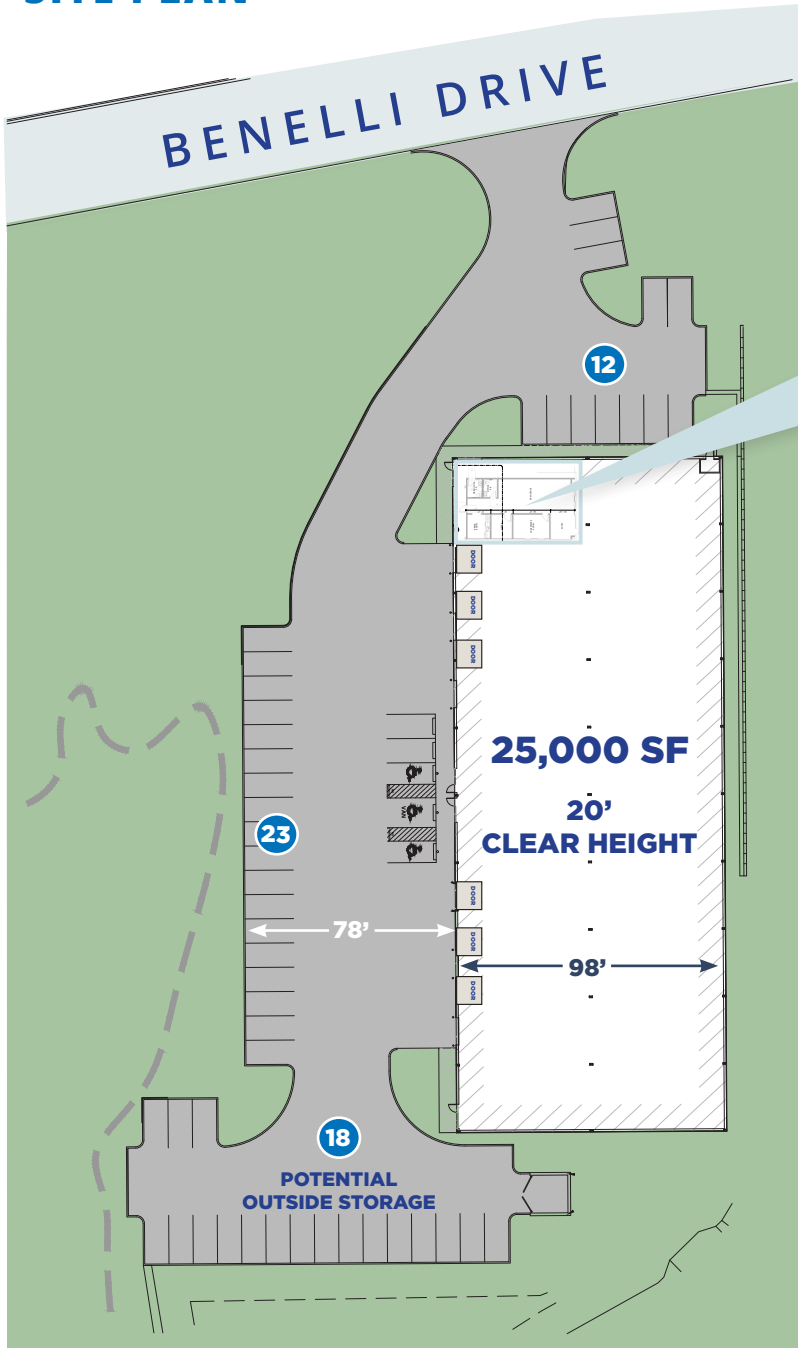 SITE PLAN
BENELLI DRIVE
12
DOOR
DOOR
DOOR
25,000 SF
20’
CLEAR HEIGHT
VAN
23
DOOR
78’
DOOR
98’
DOOR
18
POTENTIAL
OUTSIDE STORAGE